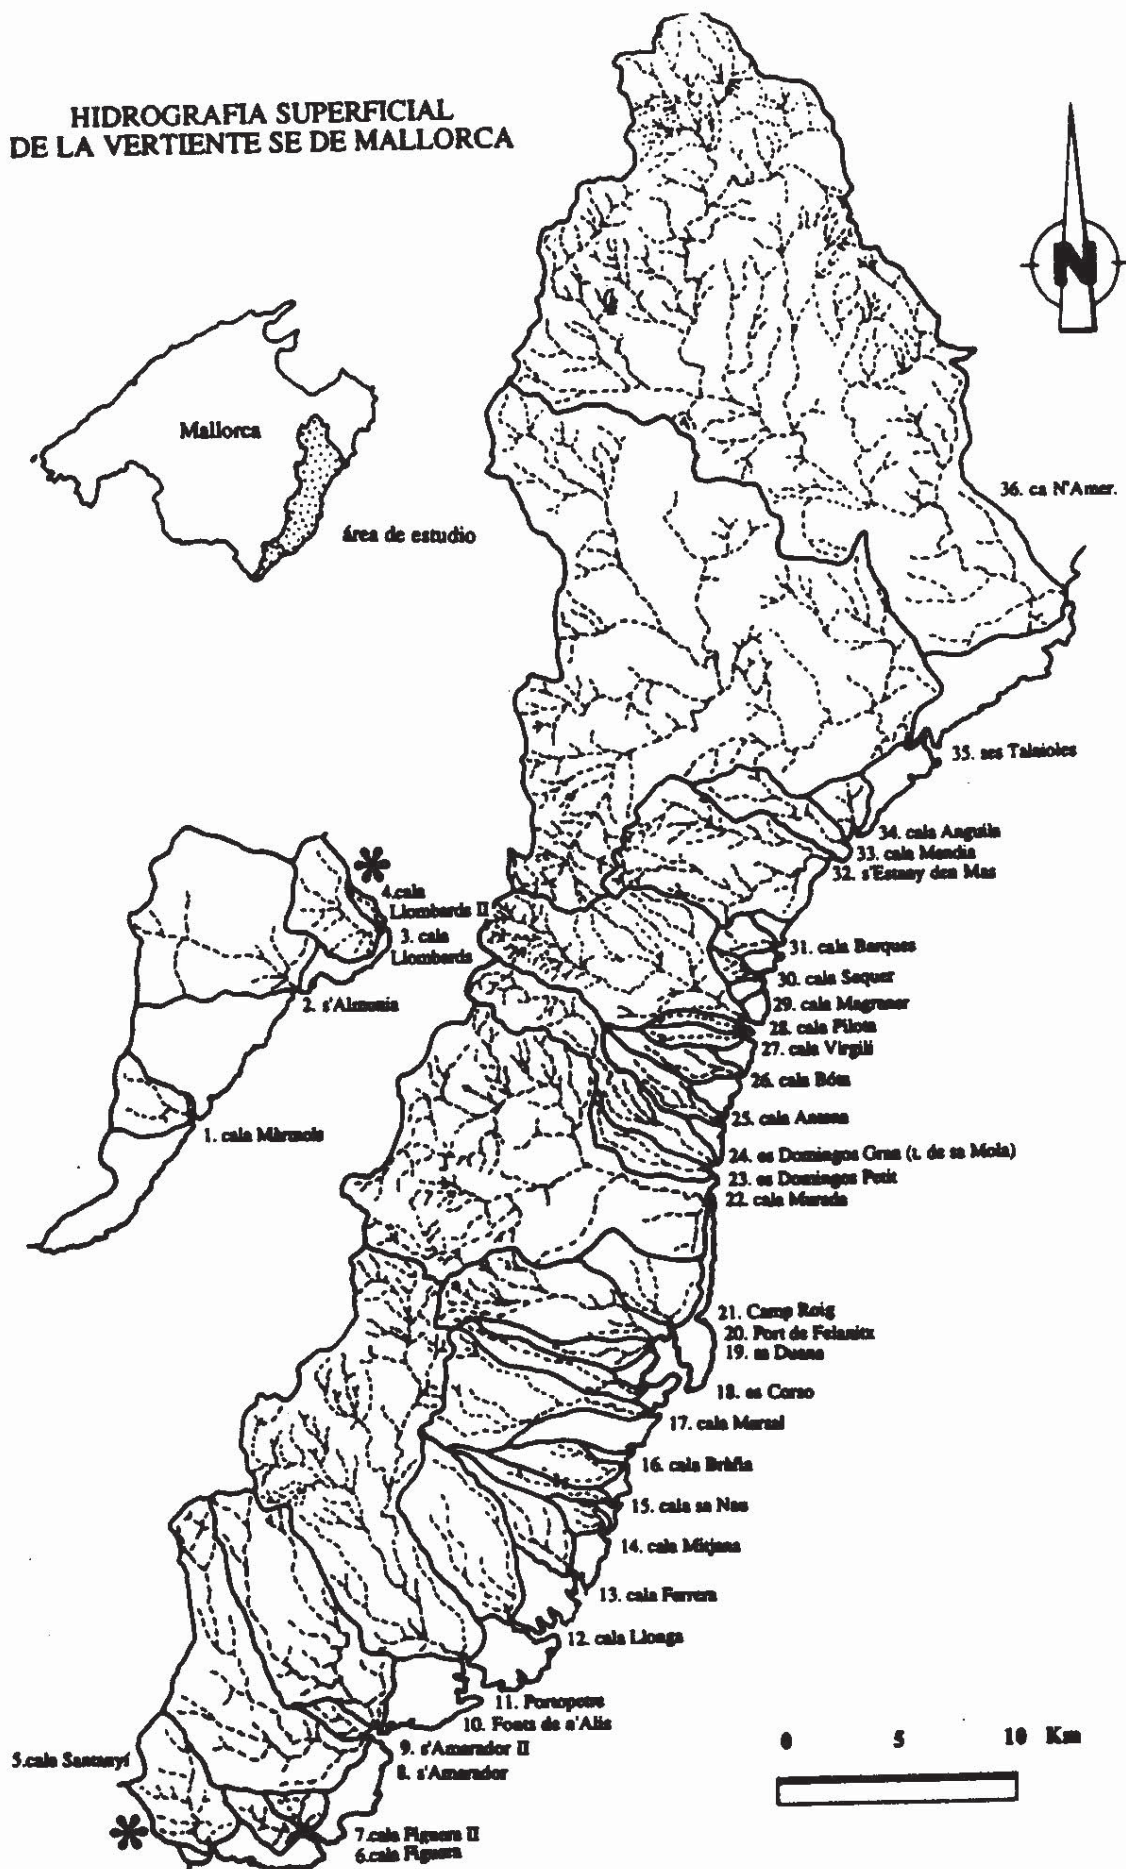 HIDROGRAFIA SUPERFICIAL
DE LA VERTIENTE SE DE MALLORCA
N
Mallorca
área de estudio
36. ca N'Amer.
35. ses Talaioles
34. cala Anguila
33. cala Mendia
32. s'Estany den Mas
31. cala Barques
30. cala Sequer
29. cala Magraner
28. cala Pilota
27. cala Virgili
26. cala Bóta
25. cala Antena
24. es Domingos Gran (t. de sa Mola)
23. es Domingos Petit
22. cala Murada
21. Camp Roig
20. Port de Felanitx
19. sa Duana
18. es Corso
17. cala Marsal
16. cala Bràfia
15. cala sa Nau
14. cala Mitjana
13. cala Ferrera
12. cala Llonga
11. Portopetro
10. Fonts de n'Alis
9. s'Amarador II
8. s'Amarador
7.cala Figuera II
6.cala Figuera
5.cala Santanyí
*
*
4.cala
Llombards II
3. cala
Llombards
2. s'Almonia
1. cala Màrmols
0 5 10 Km